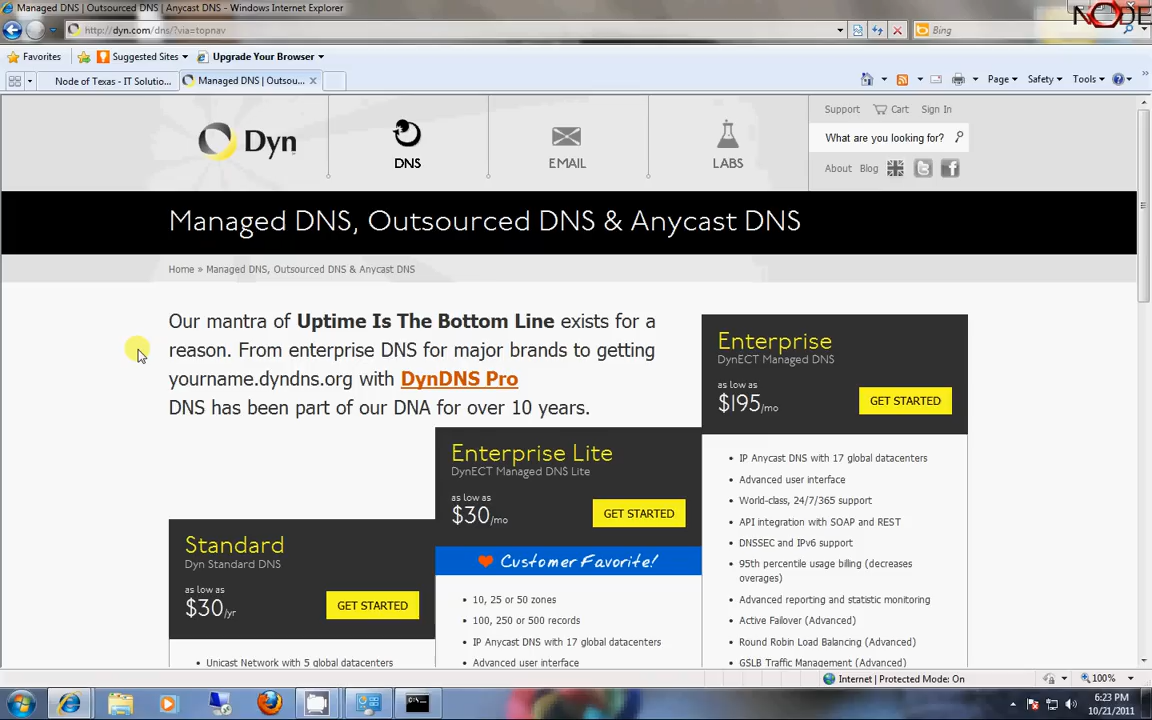 Managed DNS | Outsourced DNS | Anycast DNS - Windows Internet Explorer
NODE
http://dyn.com/dns/?via=topnav
Bing
Favorites
Suggested Sites
Upgrade Your Browser
Node of Texas - IT Solutio...
Managed DNS | Outsou...
Page
Safety
Tools
Dyn
DNS
EMAIL
LABS
Support
Cart
Sign In
What are you looking for?
About
Blog
Managed DNS, Outsourced DNS & Anycast DNS
Home » Managed DNS, Outsourced DNS & Anycast DNS
Our mantra of Uptime Is The Bottom Line exists for a
reason. From enterprise DNS for major brands to getting
yourname.dyndns.org with DynDNS Pro
DNS has been part of our DNA for over 10 years.
Enterprise
DynECT Managed DNS
as low as
$195/mo
GET STARTED
IP Anycast DNS with 17 global datacenters
Advanced user interface
World-class, 24/7/365 support
API integration with SOAP and REST
DNSSEC and IPv6 support
95th percentile usage billing (decreases
overages)
Advanced reporting and statistic monitoring
Active Failover (Advanced)
Round Robin Load Balancing (Advanced)
GSLB Traffic Management (Advanced)
Enterprise Lite
DynECT Managed DNS Lite
as low as
$30/mo
GET STARTED
Customer Favorite!
10, 25 or 50 zones
100, 250 or 500 records
IP Anycast DNS with 17 global datacenters
Advanced user interface
Standard
Dyn Standard DNS
as low as
$30/yr
GET STARTED
Unicast Network with 5 global datacenters
Internet | Protected Mode: On
100%
6:23 PM
10/21/2011